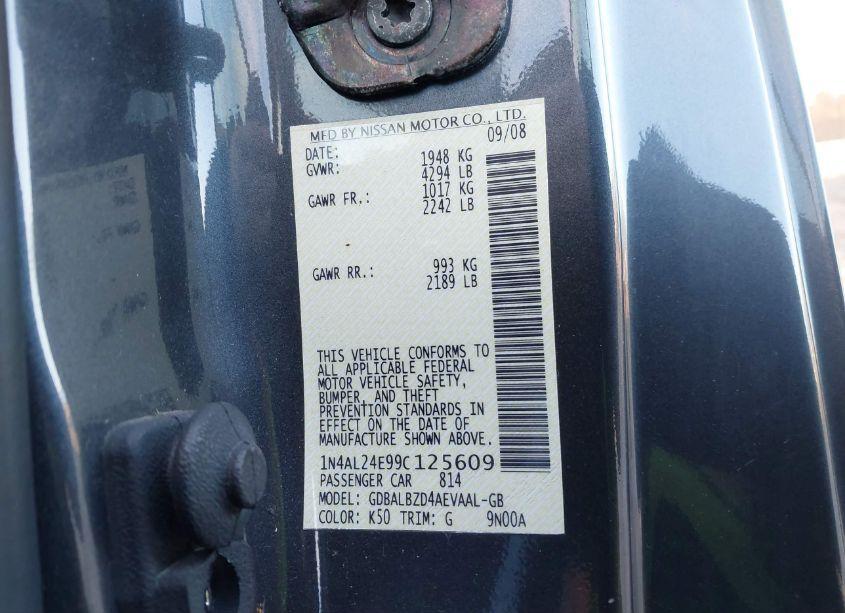 MFD BY NISSAN MOTOR CO., LTD.
DATE: 09/08
GVWR: 1948 KG
4294 LB
GAWR FR.: 1017 KG
2242 LB
GAWR RR.: 993 KG
2189 LB
THIS VEHICLE CONFORMS TO
ALL APPLICABLE FEDERAL
MOTOR VEHICLE SAFETY,
BUMPER, AND THEFT
PREVENTION STANDARDS IN
EFFECT ON THE DATE OF
MANUFACTURE SHOWN ABOVE.
1N4AL24E99C125609
PASSENGER CAR 814
MODEL: GDBALBZD4AEVAAL-GB
COLOR: K50 TRIM: G 9N00A